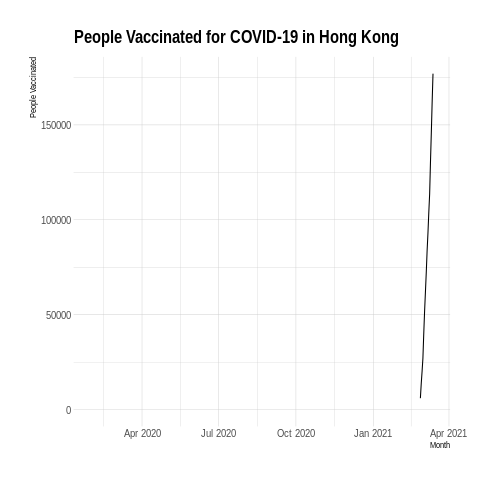 People Vaccinated for COVID-19 in Hong Kong
People Vaccinated
150000
100000
50000
0
Apr 2020 Jul 2020 Oct 2020 Jan 2021 Apr 2021
Month